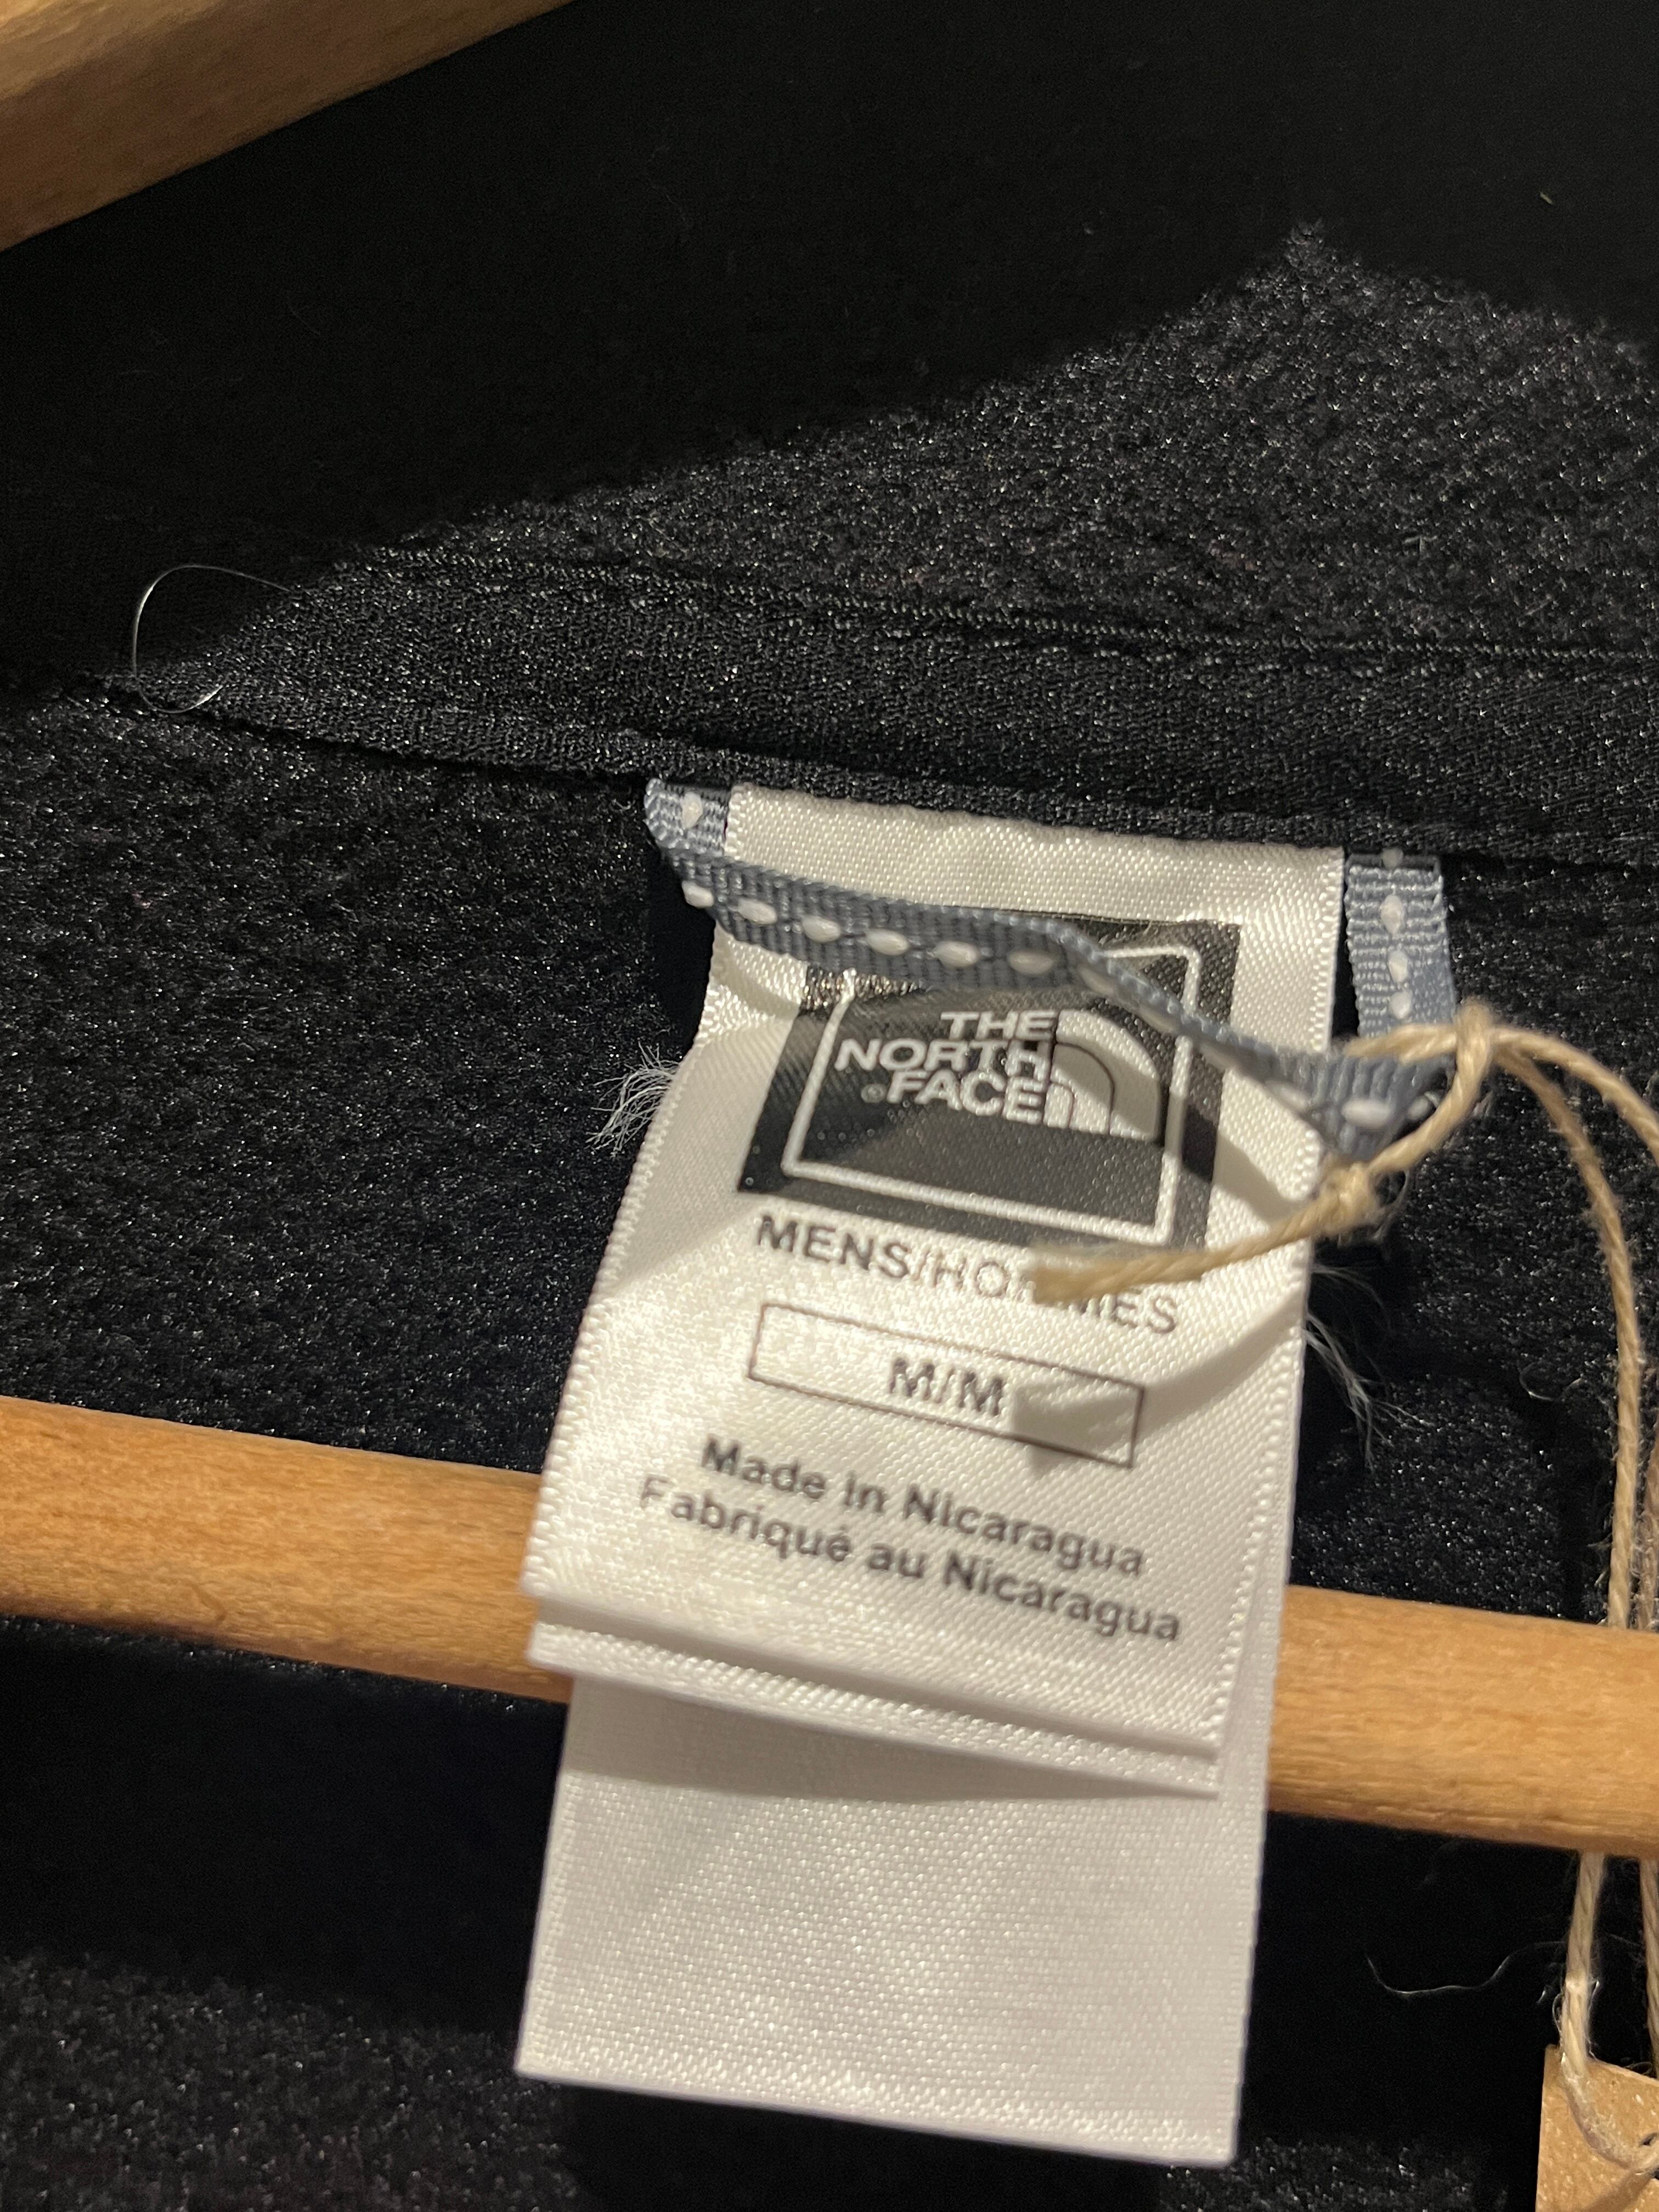 THE
NORTH
FACE
MENS/HOMMES
M/M
Made in Nicaragua
Fabriqué au Nicaragua